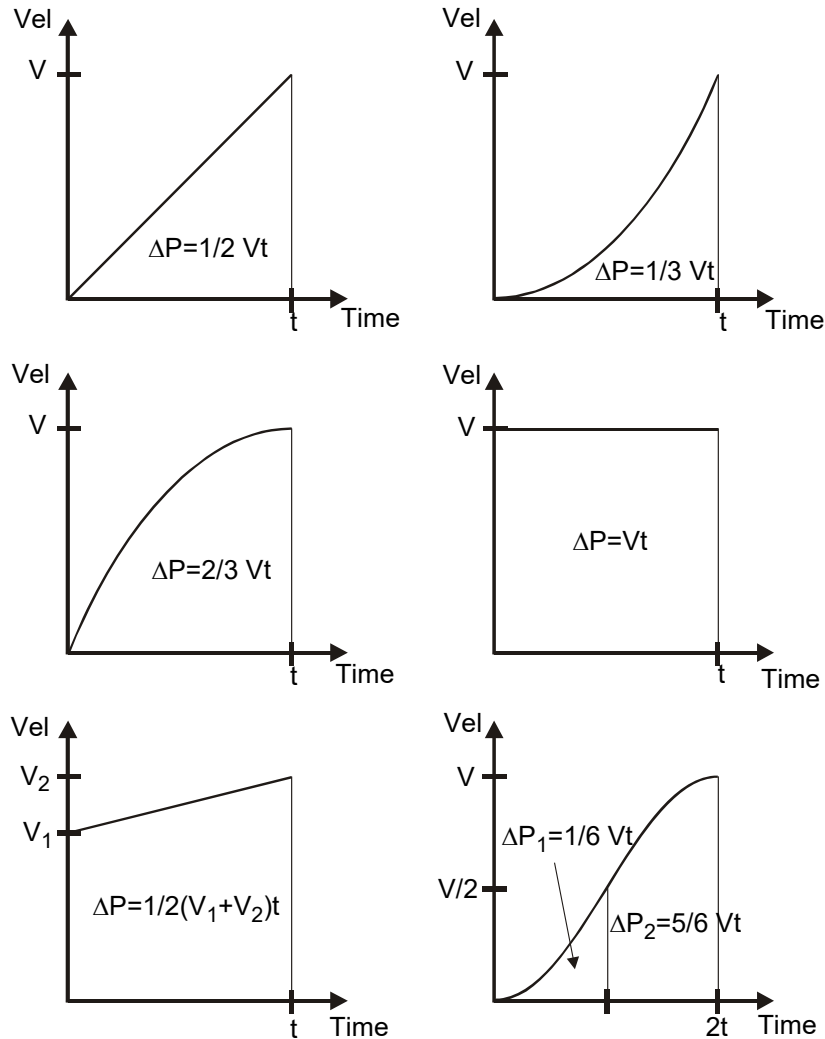 Vel
V
ΔP=1/2 Vt
t
Time
Vel
V
ΔP=1/3 Vt
t
Time
Vel
V
ΔP=2/3 Vt
t
Time
Vel
V
ΔP=Vt
t
Time
Vel
V2
V1
ΔP=1/2(V1+V2)t
t
Time
Vel
V
ΔP1=1/6 Vt
V/2
ΔP2=5/6 Vt
2t
Time